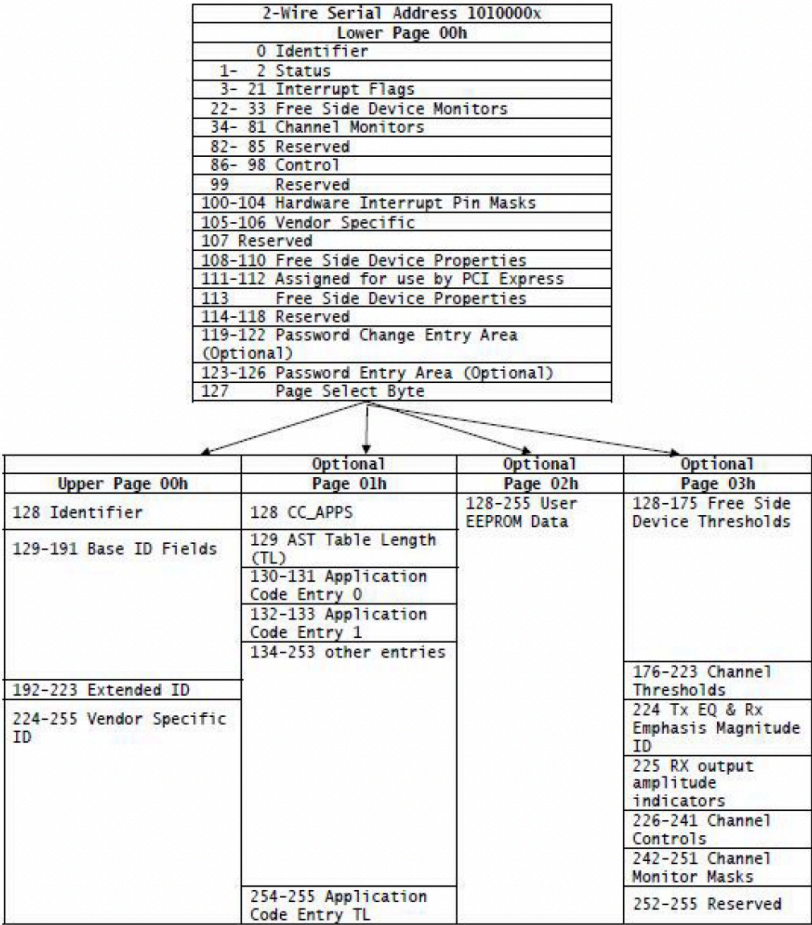 2-Wire Serial Address 1010000x
Lower Page 00h
0 Identifier
1- 2 Status
3- 21 Interrupt Flags
22- 33 Free Side Device Monitors
34- 81 Channel Monitors
82- 85 Reserved
86- 98 Control
99 Reserved
100-104 Hardware Interrupt Pin Masks
105-106 Vendor Specific
107 Reserved
108-110 Free Side Device Properties
111-112 Assigned for use by PCI Express
113 Free Side Device Properties
114-118 Reserved
119-122 Password Change Entry Area
(Optional)
123-126 Password Entry Area (Optional)
127 Page Select Byte
Upper Page 00h
128 Identifier
129-191 Base ID Fields
192-223 Extended ID
224-255 Vendor Specific
ID
Optional
Page 01h
128 CC_APPS
129 AST Table Length
(TL)
130-131 Application
Code Entry 0
132-133 Application
Code Entry 1
134-253 other entries
254-255 Application
Code Entry TL
Optional
Page 02h
128-255 User
EEPROM Data
Optional
Page 03h
128-175 Free Side
Device Thresholds
176-223 Channel
Thresholds
224 Tx EQ & Rx
Emphasis Magnitude
ID
225 RX output
amplitude
indicators
226-241 Channel
Controls
242-251 Channel
Monitor Masks
252-255 Reserved